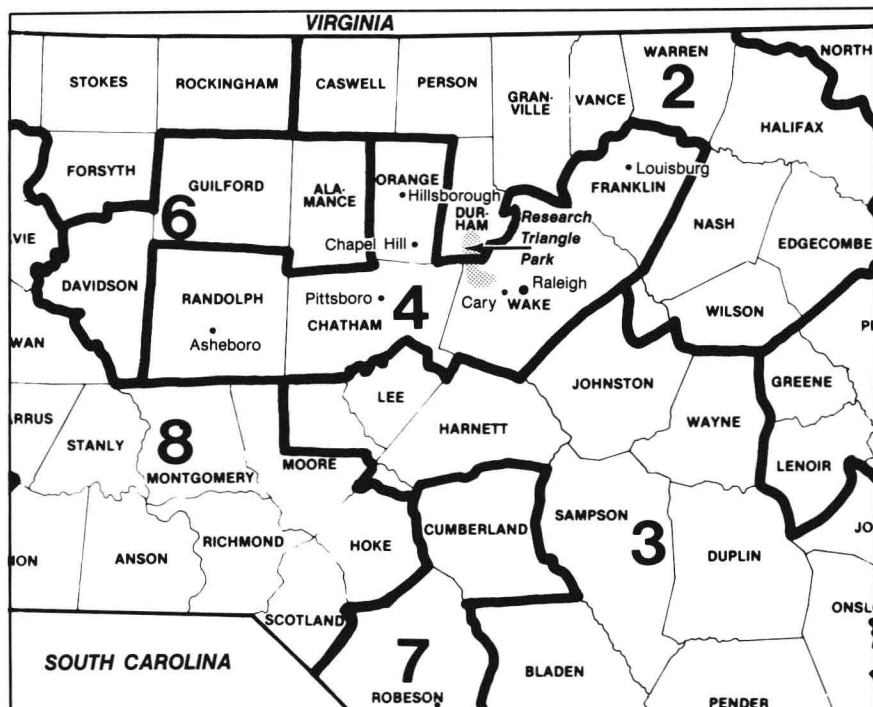 VIRGINIA
STOKES
ROCKINGHAM
CASWELL
PERSON
GRAN-
VILLE
VANCE
WARREN
2
NORTH
HALIFAX
FORSYTH
GUILFORD
6
ALA-
MANCE
ORANGE
Hillsborough
Chapel Hill
DUR-
HAM
Research
Triangle
Park
Louisburg
FRANKLIN
NASH
EDGECOMBE
VIE
DAVIDSON
RANDOLPH
Asheboro
Pittsboro
CHATHAM
4
Raleigh
Cary
WAKE
WILSON
WAN
LEE
JOHNSTON
GREENE
WAYNE
ARRUS
STANLY
8
MONTGOMERY
MOORE
HARNETT
LENOIR
ANSON
RICHMOND
HOKE
CUMBERLAND
SAMPSON
3
DUPLIN
JO
ON
SCOTLAND
ONSLO
SOUTH CAROLINA
7
ROBESON
BLADEN
PENDER